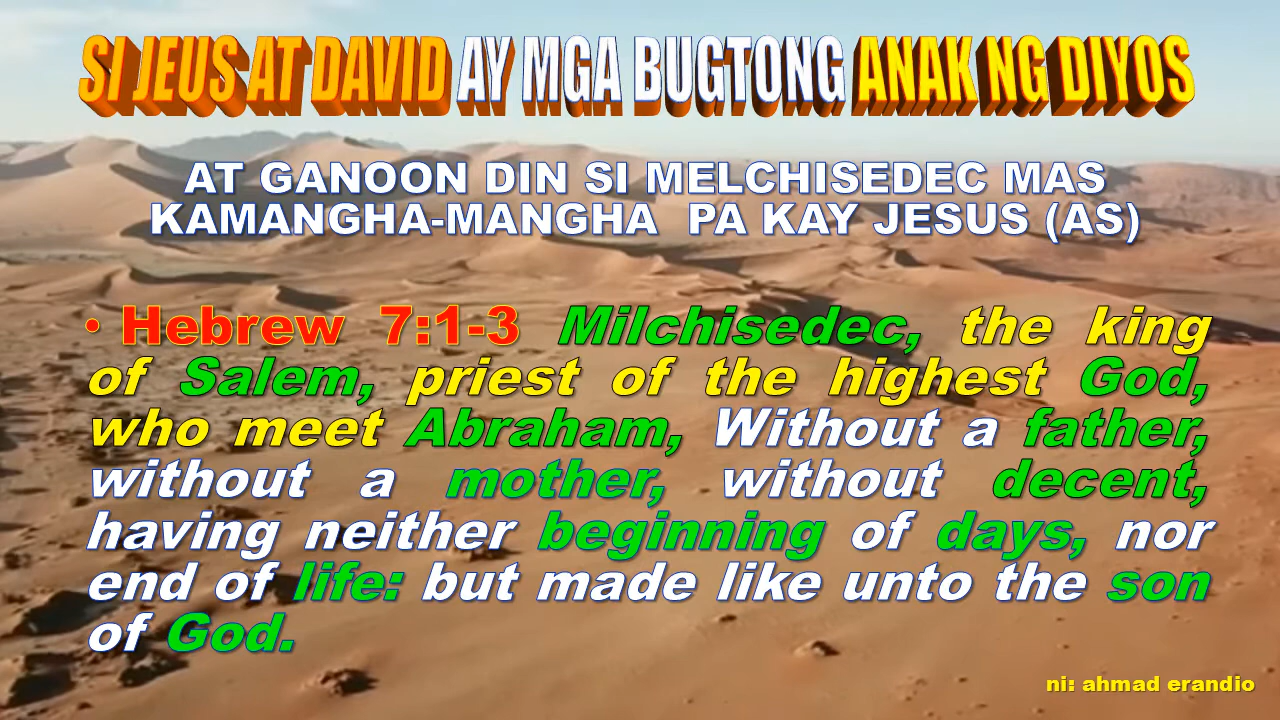 SI JEUS AT DAVID AY MGA BUGTONG ANAK NG DIYOS
AT GANOON DIN SI MELCHISEDEC MAS
KAMANGHA-MANGHA PA KAY JESUS (AS)
• Hebrew 7:1-3 Milchisedec, the king
of Salem, priest of the highest God,
who meet Abraham, Without a father,
without a mother, without decent,
having neither beginning of days, nor
end of life: but made like unto the son
of God.
ni: ahmad erandio